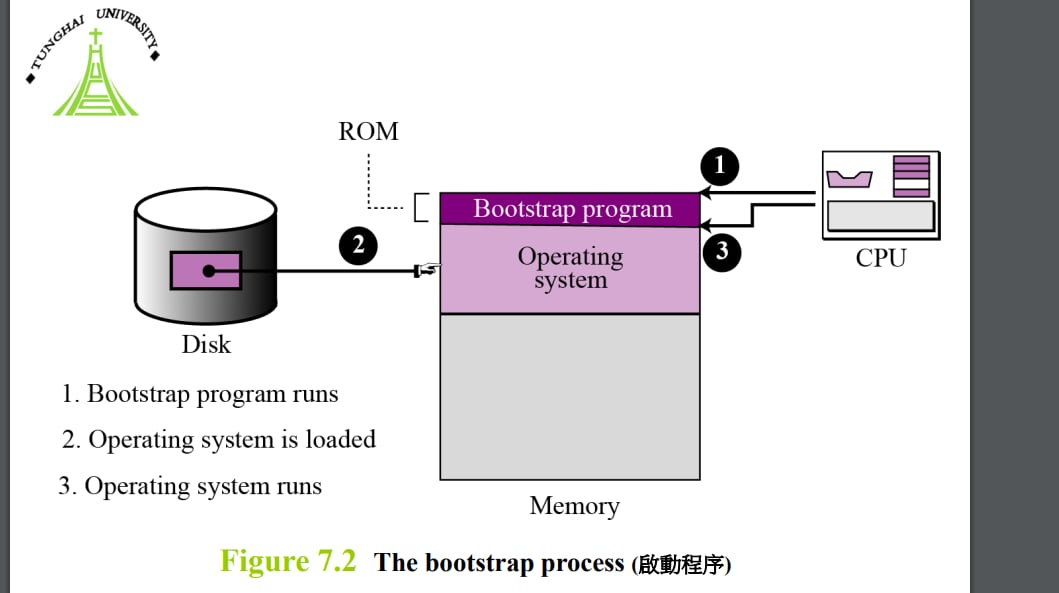 TUNGHAI UNIVERSITY
ROM
1
Bootstrap program
2
Operating
system
3
CPU
Disk
1. Bootstrap program runs
2. Operating system is loaded
3. Operating system runs
Memory
Figure 7.2 The bootstrap process (啟動程序)